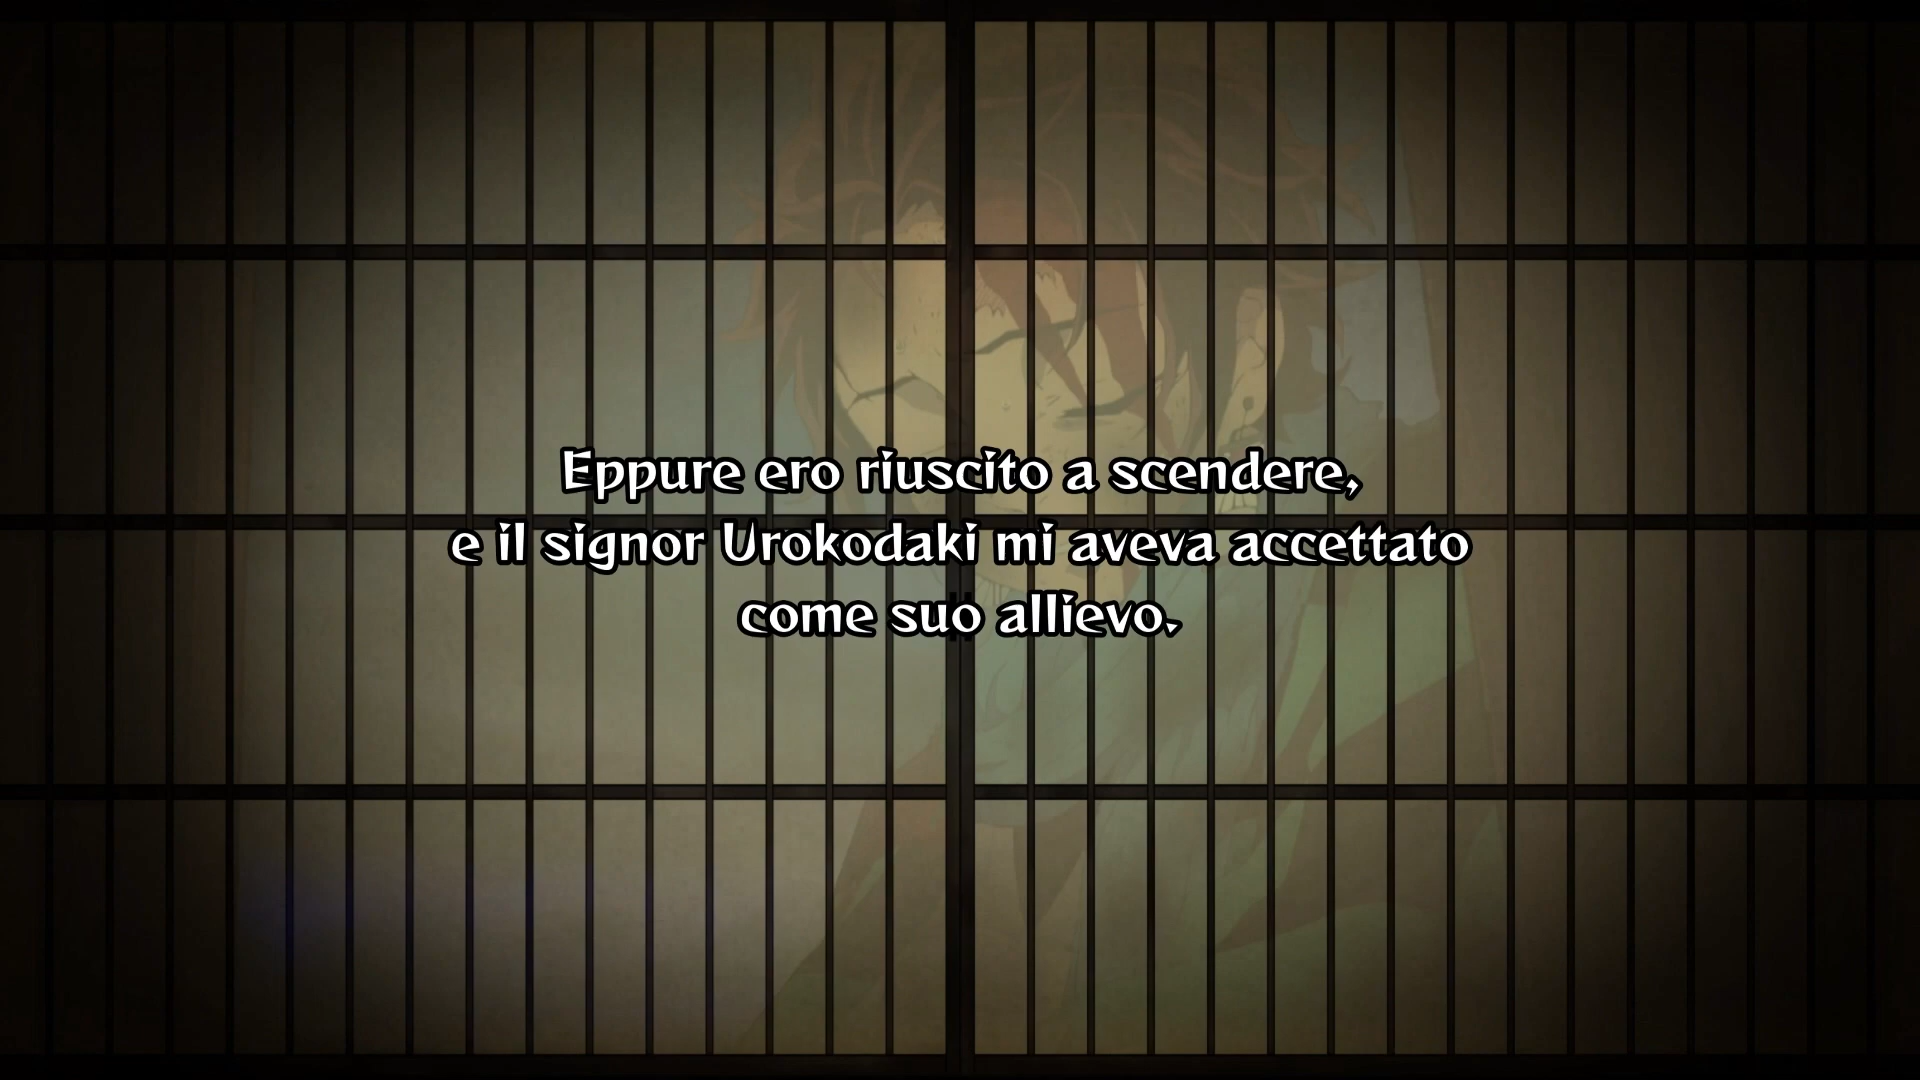 Eppure ero riuscito a scendere,
e il signor Urokodaki mi aveva accettato
come suo allievo.